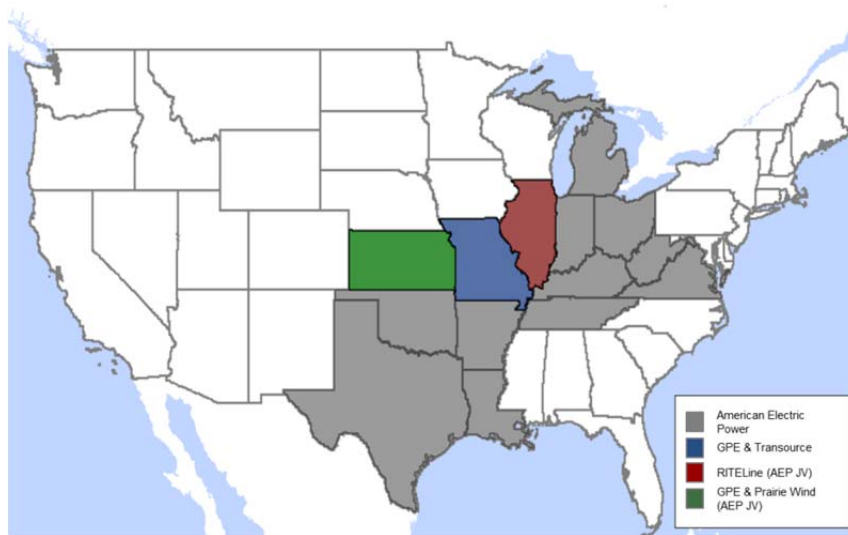 American Electric
Power
GPE & Transource
RITELine (AEP JV)
GPE & Prairie Wind
(AEP JV)